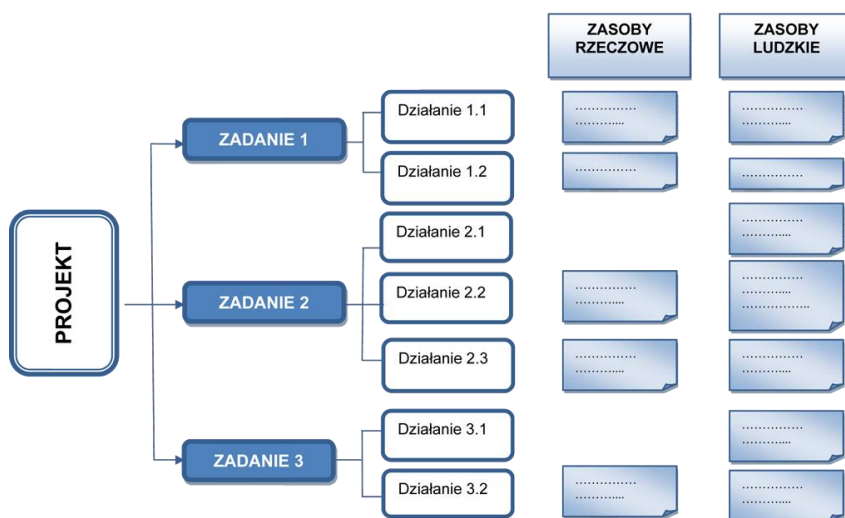 ZASOBY
RZECZOWE
ZASOBY
LUDZKIE
PROJEKT
ZADANIE 1
Działanie 1.1
……………
………....
……………
………....
Działanie 1.2
……………
……………
ZADANIE 2
Działanie 2.1
……………
………....
Działanie 2.2
……………
………....
……………
………....
……………..
Działanie 2.3
……………
………....
……………
………....
ZADANIE 3
Działanie 3.1
……………
………....
Działanie 3.2
……………
………....
……………
………....